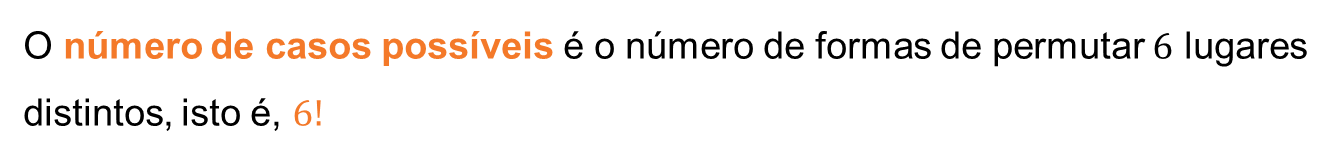 O número de casos possíveis é o número de formas de permutar 6 lugares
distintos, isto é, 6!